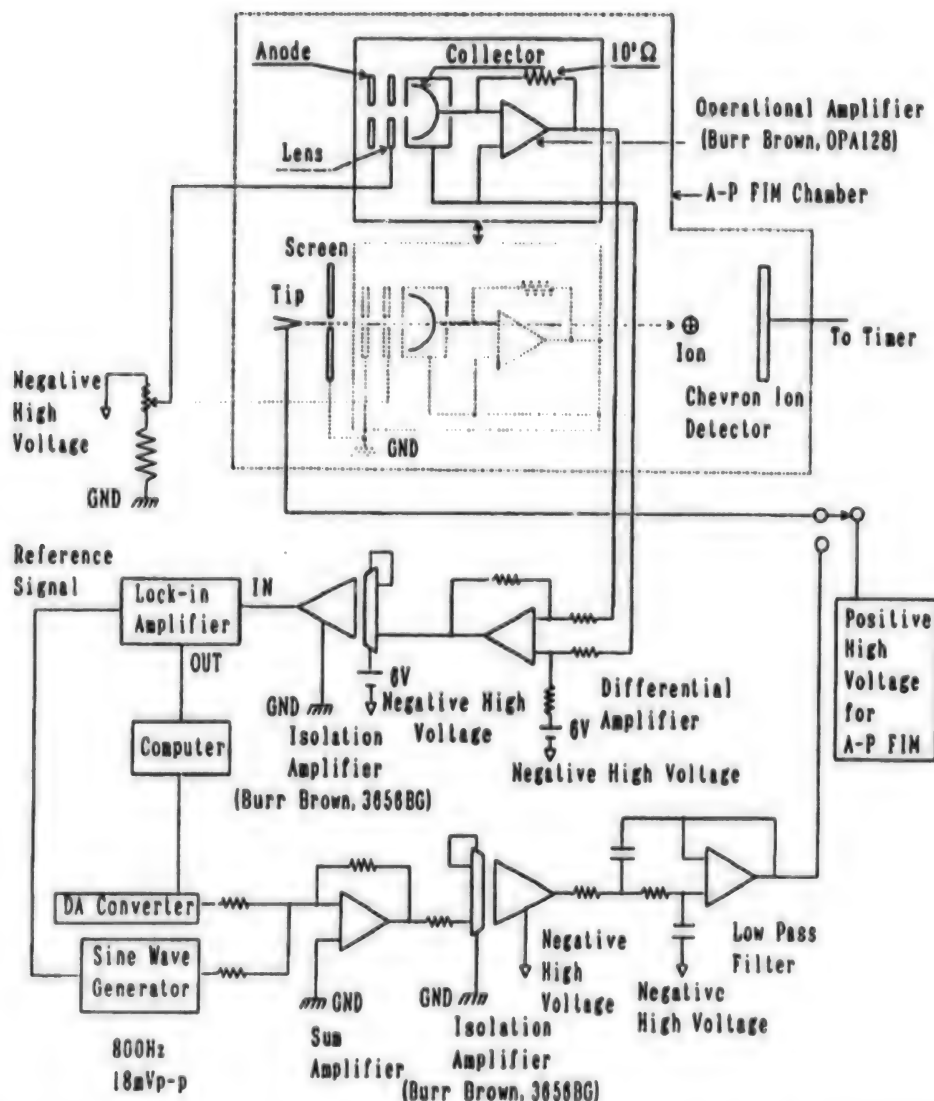 Anode
Collector
Operational Amplifier
(Burr Brown, OPA128)
Lens
A-P FIM Chamber
Screen
Tip
Ion
To Timer
Chevron Ion
Detector
GND
Negative
High
Voltage
GND
Reference
Signal
Lock-in
Amplifier
IN
OUT
6V
Negative High
Voltage
GND
Isolation
Amplifier
(Burr Brown, 3656BG)
Differential
Amplifier
6V
Negative High Voltage
Positive
High
Voltage
for
A-P FIM
Computer
DA Converter
Sine Wave
Generator
800Hz
18mVp-p
GND
Sum
Amplifier
GND
Isolation
Amplifier
(Burr Brown, 3656BG)
Negative
High
Voltage
Low Pass
Filter
Negative
High Voltage